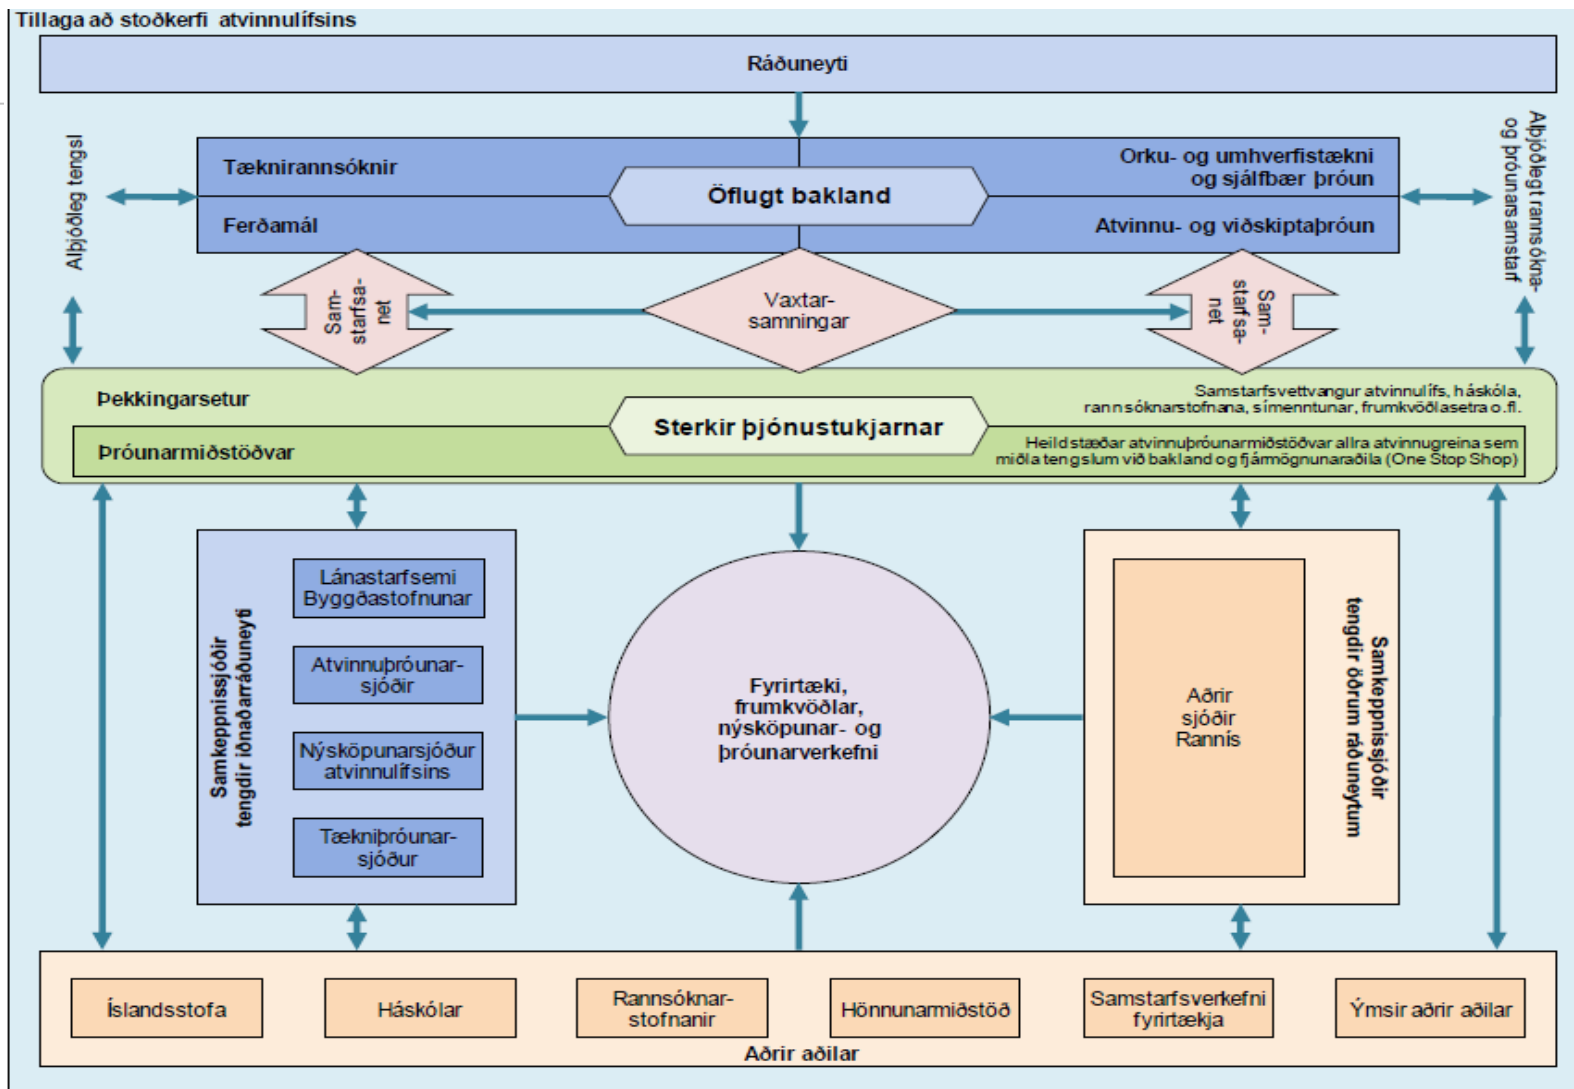 Tillaga að stoðkerfi atvinnulífsins
Ráðuneyti
Alþjóðleg tengsl
Tæknirannsóknir
Ferðamál
Öflugt bakland
Orku- og umhverfistækni
og sjálfbær þróun
Atvinnu- og viðskiptaþróun
Alþjóðlegt rannsókna-
og þróunarsamstarf
Sam-
starfsa-
net
Vaxtar-
samningar
Sam-
starfsa-
net
Þekkingarsetur
Samstarfsvettvangur atvinnulífs, háskóla,
rannsóknarstofnana, símenntunar, frumkvöðlasetra o.fl.
Sterkir þjónustukjarnar
Þróunarmiðstöðvar
Heildstæðar atvinnuþróunarmiðstöðvar allra atvinnugreina sem
miðla tengslum við bakland og fjármögnunaraðila (One Stop Shop)
Samkeppnissjóðir
tengdir iðnaðarráðuneyti
Lánastarfsemi
Byggðastofnunar
Atvinnuþróunar-
sjóðir
Nýsköpunarsjóður
atvinnulífsins
Tækniþróunar-
sjóður
Fyrirtæki,
frumkvöðlar,
nýsköpunar- og
þróunarverkefni
Aðrir
sjóðir
Rannís
Samkeppnissjóðir
tengdir öðrum ráðuneytum
Íslandsstofa
Háskólar
Rannsóknar-
stofnanir
Hönnunarmiðstöð
Samstarfsverkefni
fyrirtækja
Ýmsir aðrir aðilar
Aðrir aðilar